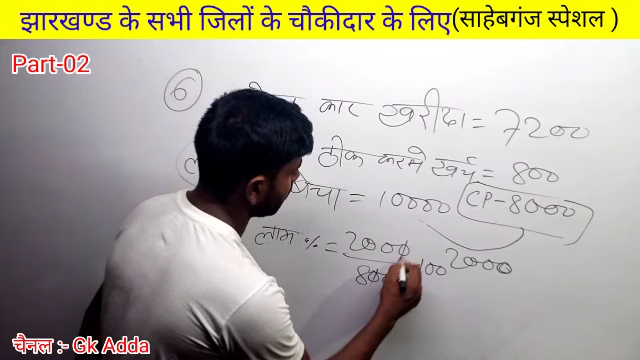 झारखण्ड के सभी जिलों के चौकीदार के लिए(साहेबगंज स्पेशल )
Part-02
6 कार खरीदा = 7200
ठीक करने खर्च = 800
बेचा = 10000 CP-8000
लाभ % = 2000 100 2000
चैनल :- Gk Adda